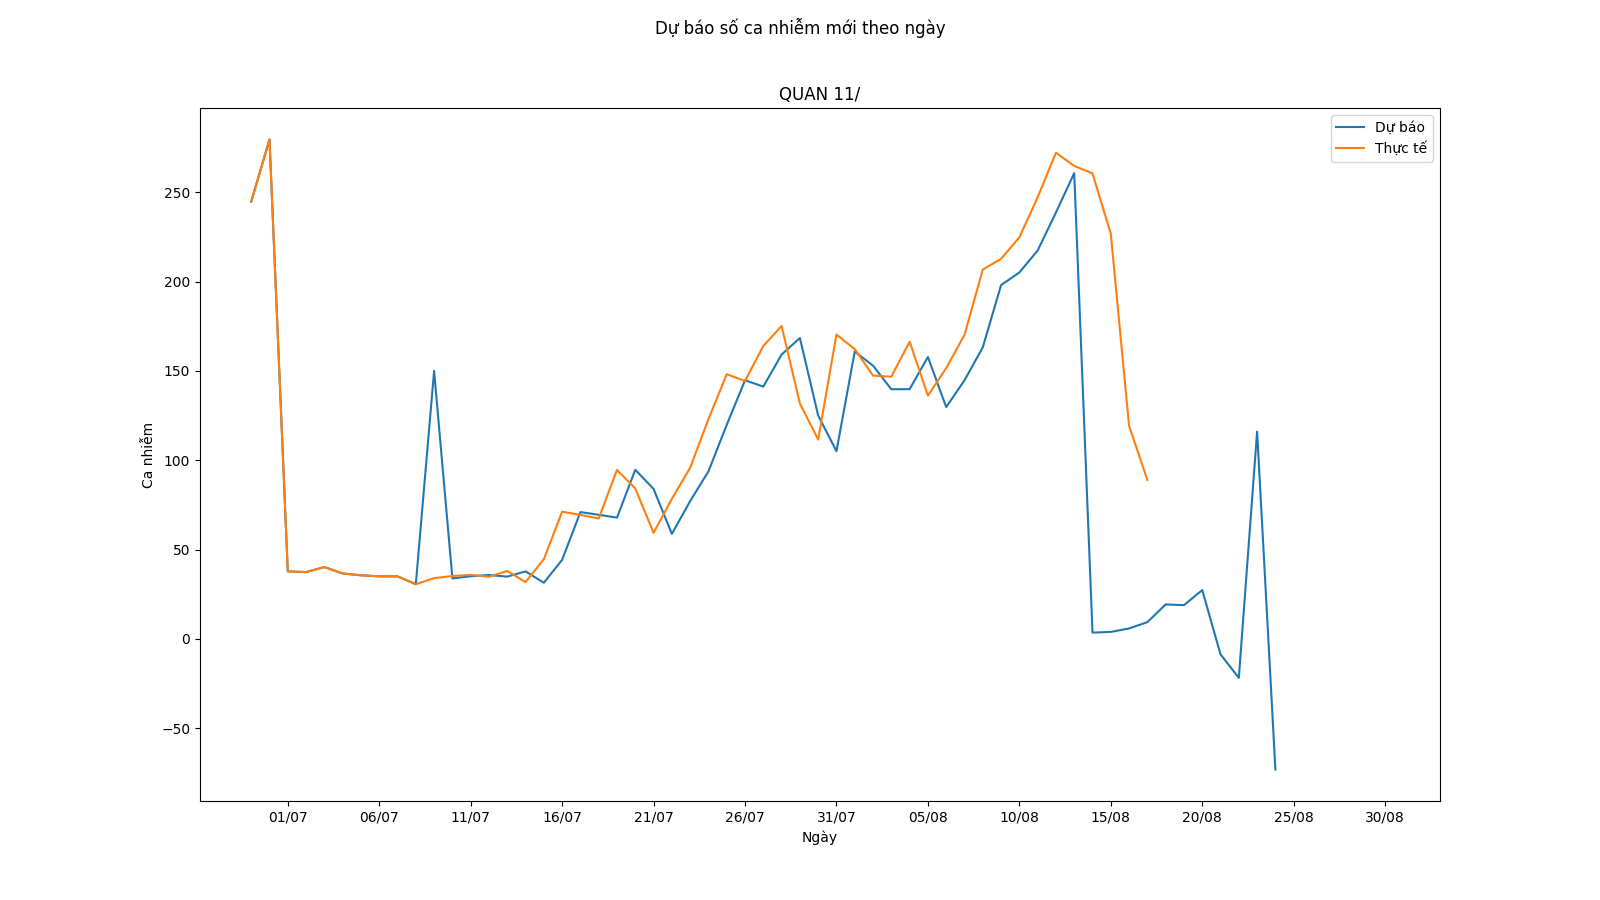 Dự báo số ca nhiễm mới theo ngày
QUAN 11/
Dự báo
Thực tế
Ca nhiễm
250
200
150
100
50
0
−50
01/07 06/07 11/07 16/07 21/07 26/07 31/07 05/08 10/08 15/08 20/08 25/08 30/08
Ngày